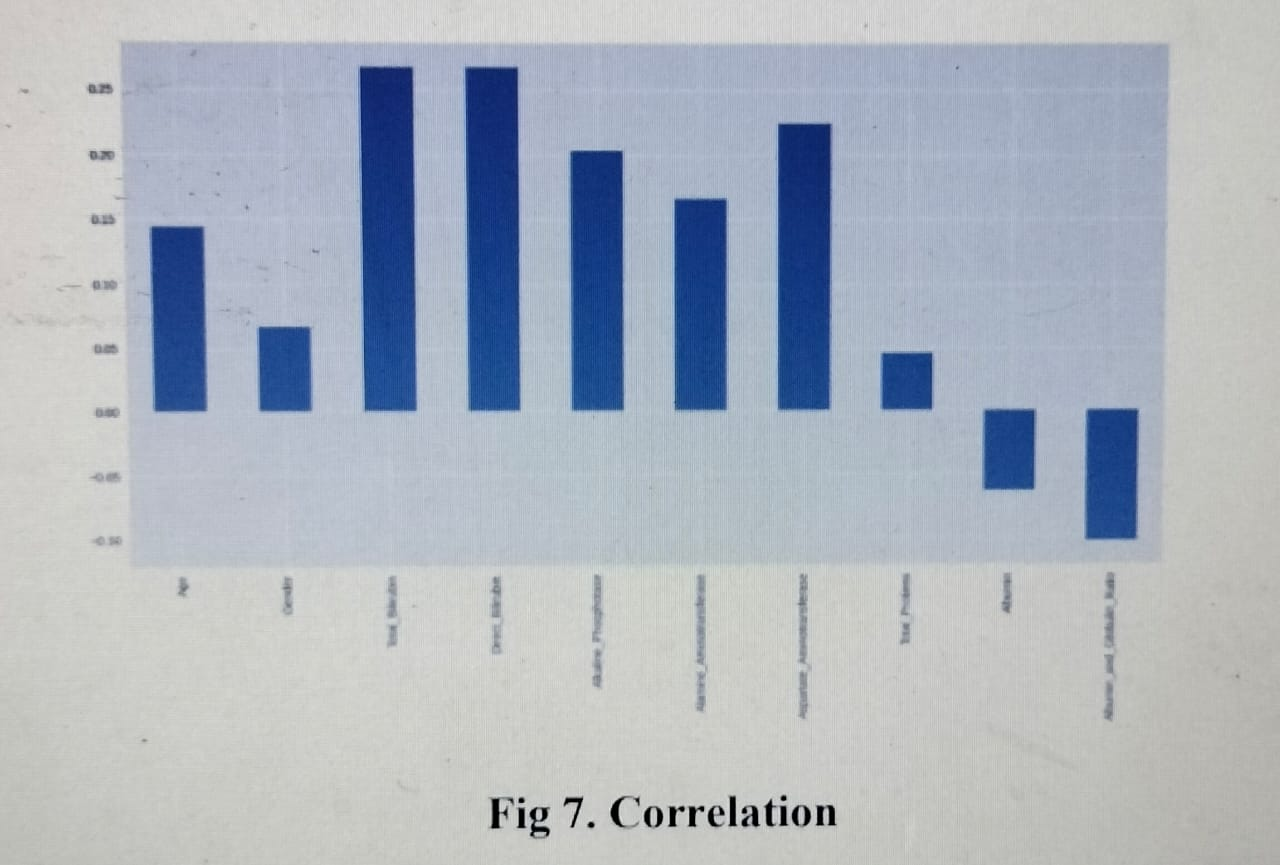 0.25
0.20
0.15
0.10
0.05
0.00
-0.05
-0.10
Age
Gender
Total_Bilirubin
Direct_Bilirubin
Alkaline_Phosphotase
Alamine_Aminotransferase
Aspartate_Aminotransferase
Total_Protiens
Albumin
Albumin_and_Globulin_Ratio
Fig 7. Correlation